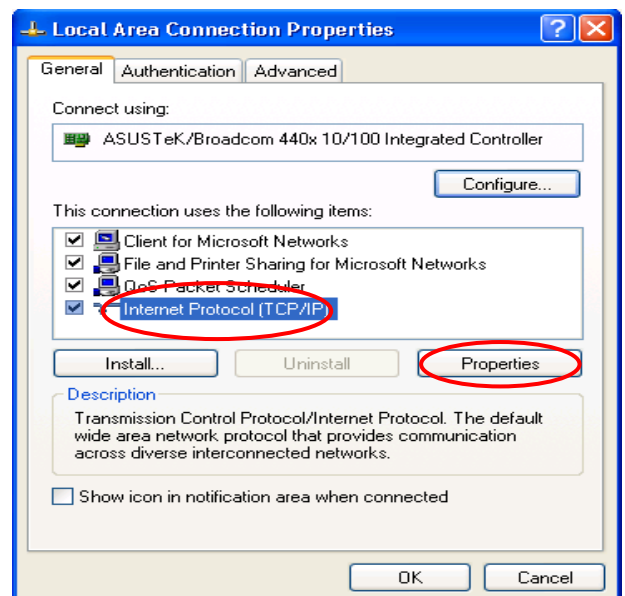 Local Area Connection Properties
General Authentication Advanced
Connect using:
ASUSTeK/Broadcom 440x 10/100 Integrated Controller
Configure...
This connection uses the following items:
Client for Microsoft Networks
File and Printer Sharing for Microsoft Networks
QoS Packet Scheduler
Internet Protocol (TCP/IP)
Install... Uninstall Properties
Description
Transmission Control Protocol/Internet Protocol. The default
wide area network protocol that provides communication
across diverse interconnected networks.
Show icon in notification area when connected
OK Cancel